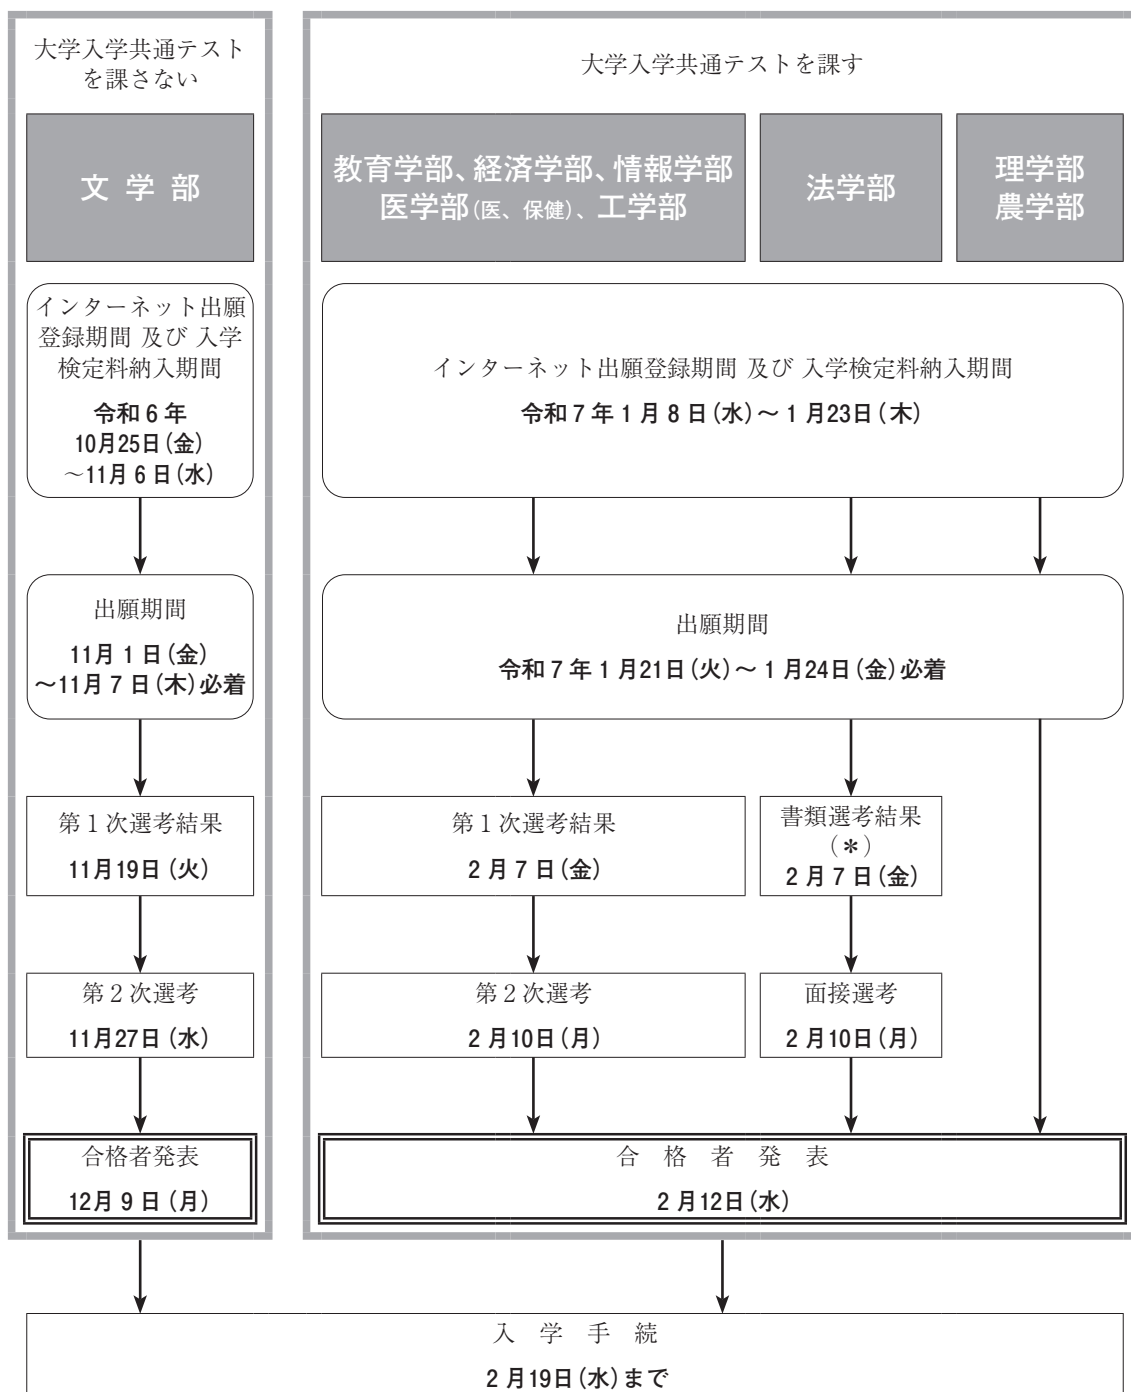 大学入学共通テスト
を課さない
文学部
インターネット出願
登録期間 及び 入学
検定料納入期間
令和6年
10月25日(金)
~11月6日(水)
出願期間
11月1日(金)
~11月7日(木)必着
第1次選考結果
11月19日(火)
第2次選考
11月27日(水)
合格者発表
12月9日(月)
大学入学共通テストを課す
教育学部、経済学部、情報学部
医学部(医、保健)、工学部
法学部
理学部
農学部
インターネット出願登録期間 及び 入学検定料納入期間
令和7年1月8日(水)~1月23日(木)
出願期間
令和7年1月21日(火)~1月24日(金)必着
第1次選考結果
2月7日(金)
書類選考結果
(*)
2月7日(金)
第2次選考
2月10日(月)
面接選考
2月10日(月)
合格者発表
2月12日(水)
入学手続
2月19日(水)まで